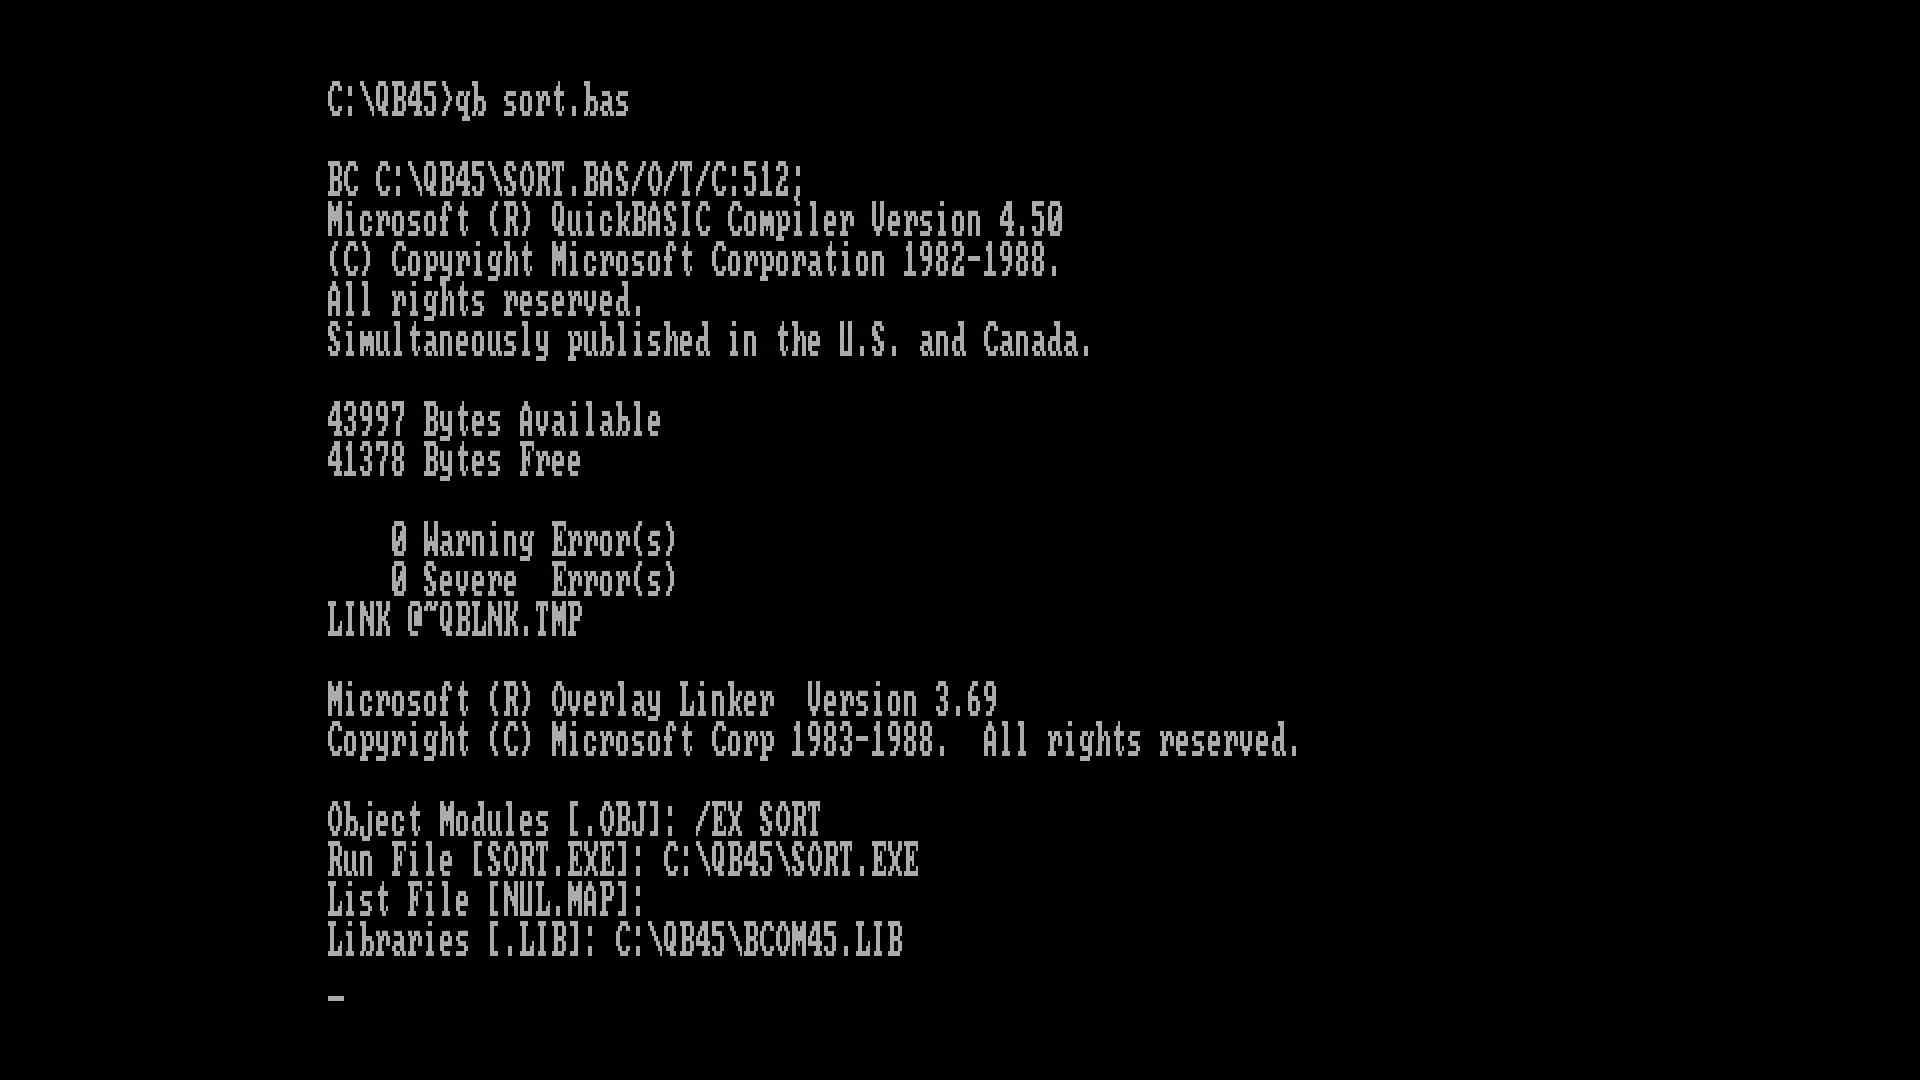 C:\QB45>qb sort.bas
BC C:\QB45\SORT.BAS/O/T/C:512;
Microsoft (R) QuickBASIC Compiler Version 4.50
(C) Copyright Microsoft Corporation 1982-1988.
All rights reserved.
Simultaneously published in the U.S. and Canada.
43997 Bytes Available
41378 Bytes Free
    0 Warning Error(s)
    0 Severe  Error(s)
LINK @~QBLNK.TMP
Microsoft (R) Overlay Linker  Version 3.69
Copyright (C) Microsoft Corp 1983-1988.  All rights reserved.
Object Modules [.OBJ]: /EX SORT
Run File [SORT.EXE]: C:\QB45\SORT.EXE
List File [NUL.MAP]:
Libraries [.LIB]: C:\QB45\BCOM45.LIB